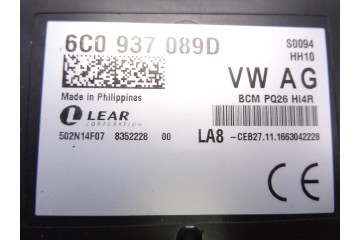 6C0 937 089D
S0094
HH10
VW AG
Made in Philippines
BCM PQ26 Hi4R
LEAR
CORPORATION
502N14F07 8352228 00
LA8 -CEB27.11.1663042228
CE